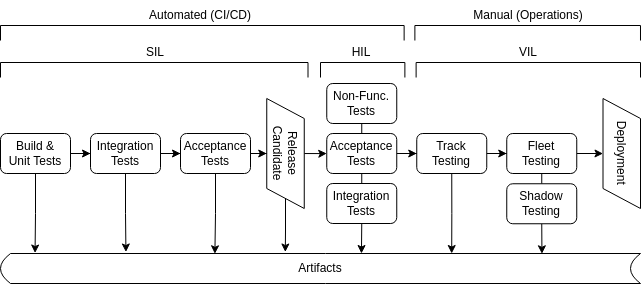 Automated (CI/CD)
Manual (Operations)
SIL
HIL
VIL
Non-Func.
Tests
Build &
Unit Tests
Integration
Tests
Acceptance
Tests
Release
Candidate
Acceptance
Tests
Track
Testing
Fleet
Testing
Deployment
Integration
Tests
Shadow
Testing
Artifacts